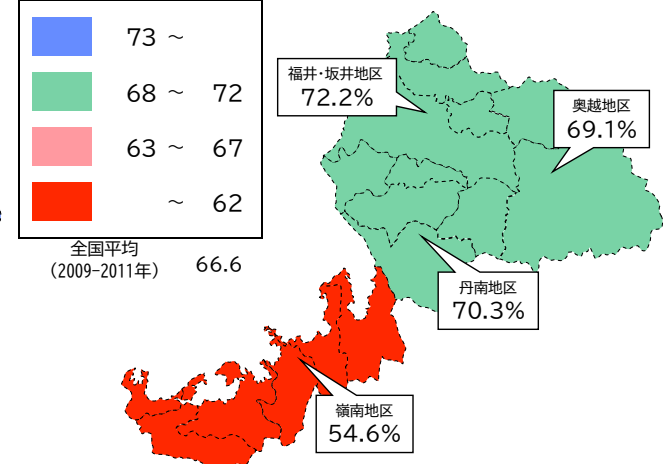 73 ～
68 ～ 72
63 ～ 67
～ 62
全国平均
（2009-2011年） 66.6
福井・坂井地区
72.2%
奥越地区
69.1%
丹南地区
70.3%
嶺南地区
54.6%